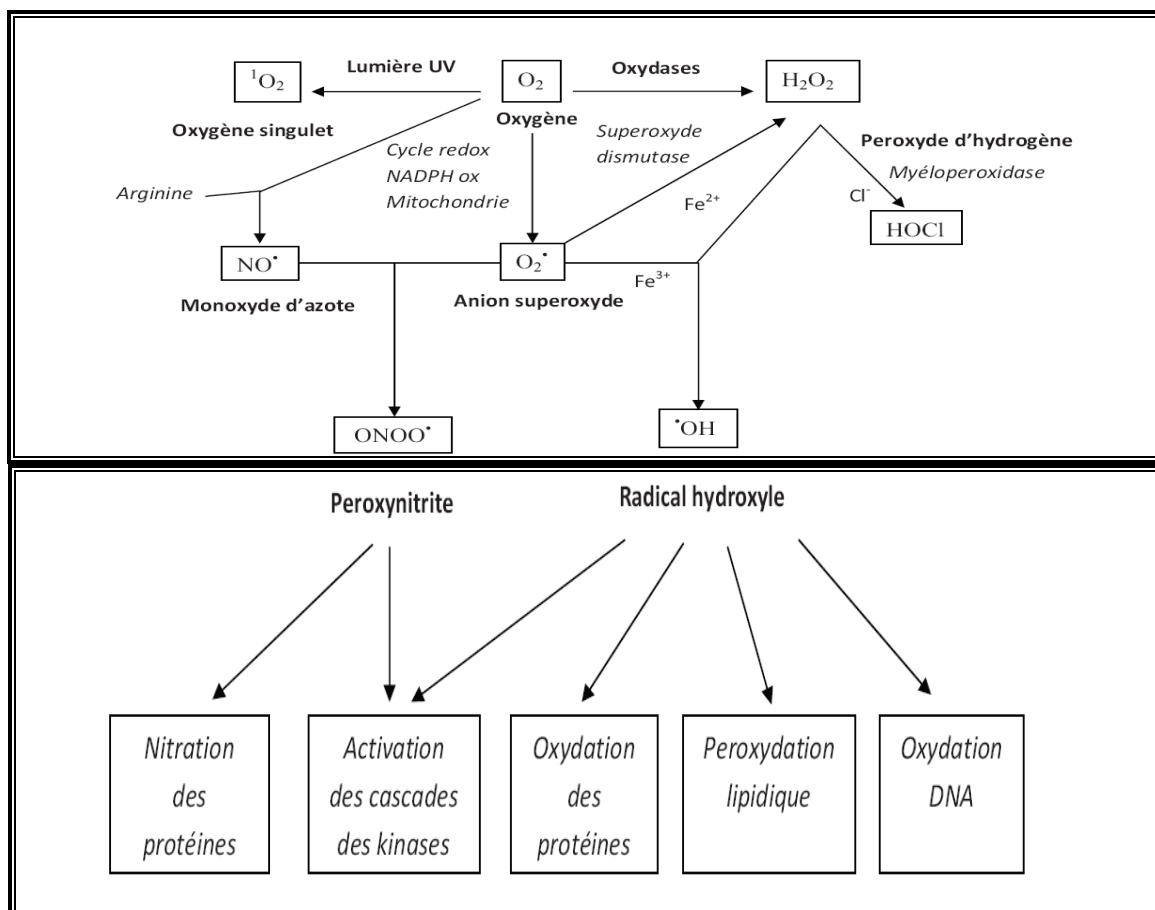 Lumière UV
Oxydases
¹O₂
O₂
H₂O₂
Oxygène singulet
Oxygène
Superoxyde
dismutase
Peroxyde d'hydrogène
Myéloperoxidase
Cycle redox
NADPH ox
Mitochondrie
Arginine
Fe²⁺
Cl⁻
HOCl
NO•
O₂•
Fe³⁺
Monoxyde d'azote
Anion superoxyde
ONOO•
•OH
Peroxynitrite
Radical hydroxyle
Nitration
des
protéines
Activation
des cascades
des kinases
Oxydation
des
protéines
Peroxydation
lipidique
Oxydation
DNA